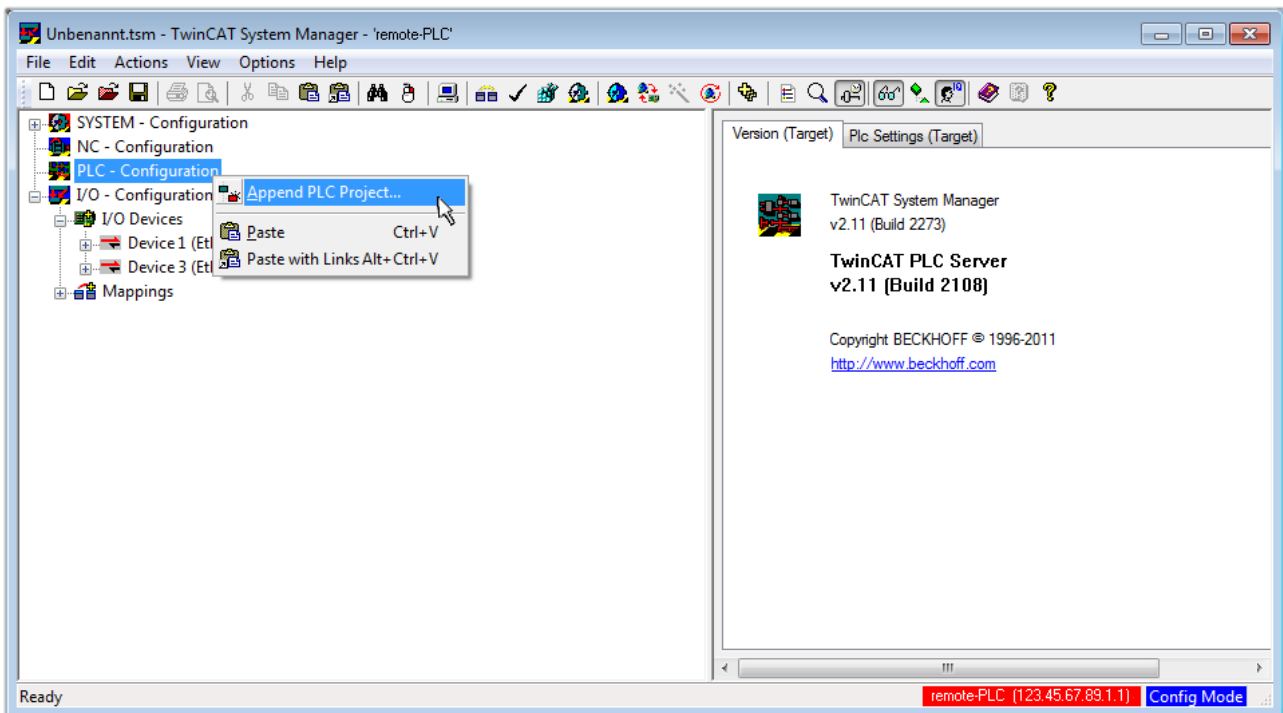 Unbenannt.tsm - TwinCAT System Manager - 'remote-PLC'
File Edit Actions View Options Help
SYSTEM - Configuration
NC - Configuration
PLC - Configuration
I/O - Configuration
I/O Devices
Device 1 (Et
Device 3 (Et
Mappings
Append PLC Project...
Paste Ctrl+V
Paste with Links Alt+Ctrl+V
Version (Target) Plc Settings (Target)
TwinCAT System Manager
v2.11 (Build 2273)
TwinCAT PLC Server
v2.11 (Build 2108)
Copyright BECKHOFF © 1996-2011
http://www.beckhoff.com
Ready
remote-PLC (123.45.67.89.1.1) Config Mode